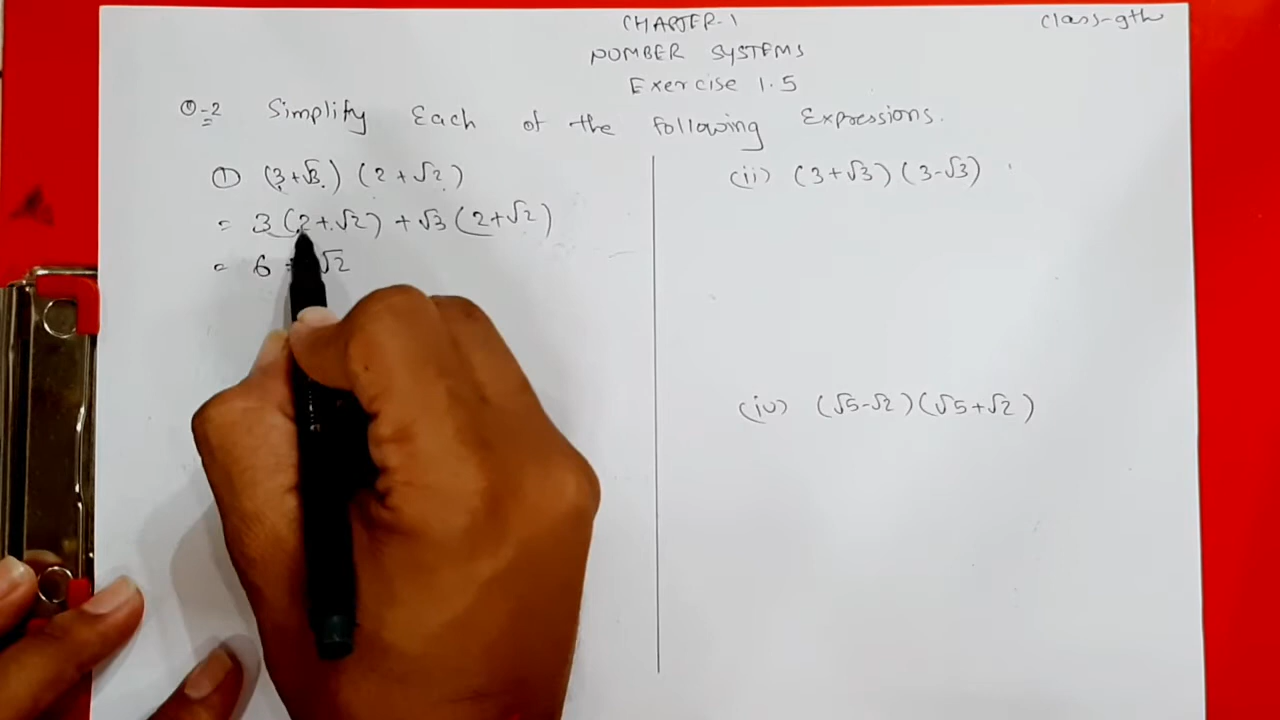 CHAPTER-1
Class-9th
NUMBER SYSTEMS
Exercise 1.5
Q-2 Simplify Each of the following Expressions.
(i) (3+√3) (2+√2)
= 3(2+√2) + √3(2+√2)
= 6 √2
(ii) (3+√3)(3-√3)
(iv) (√5-√2)(√5+√2)